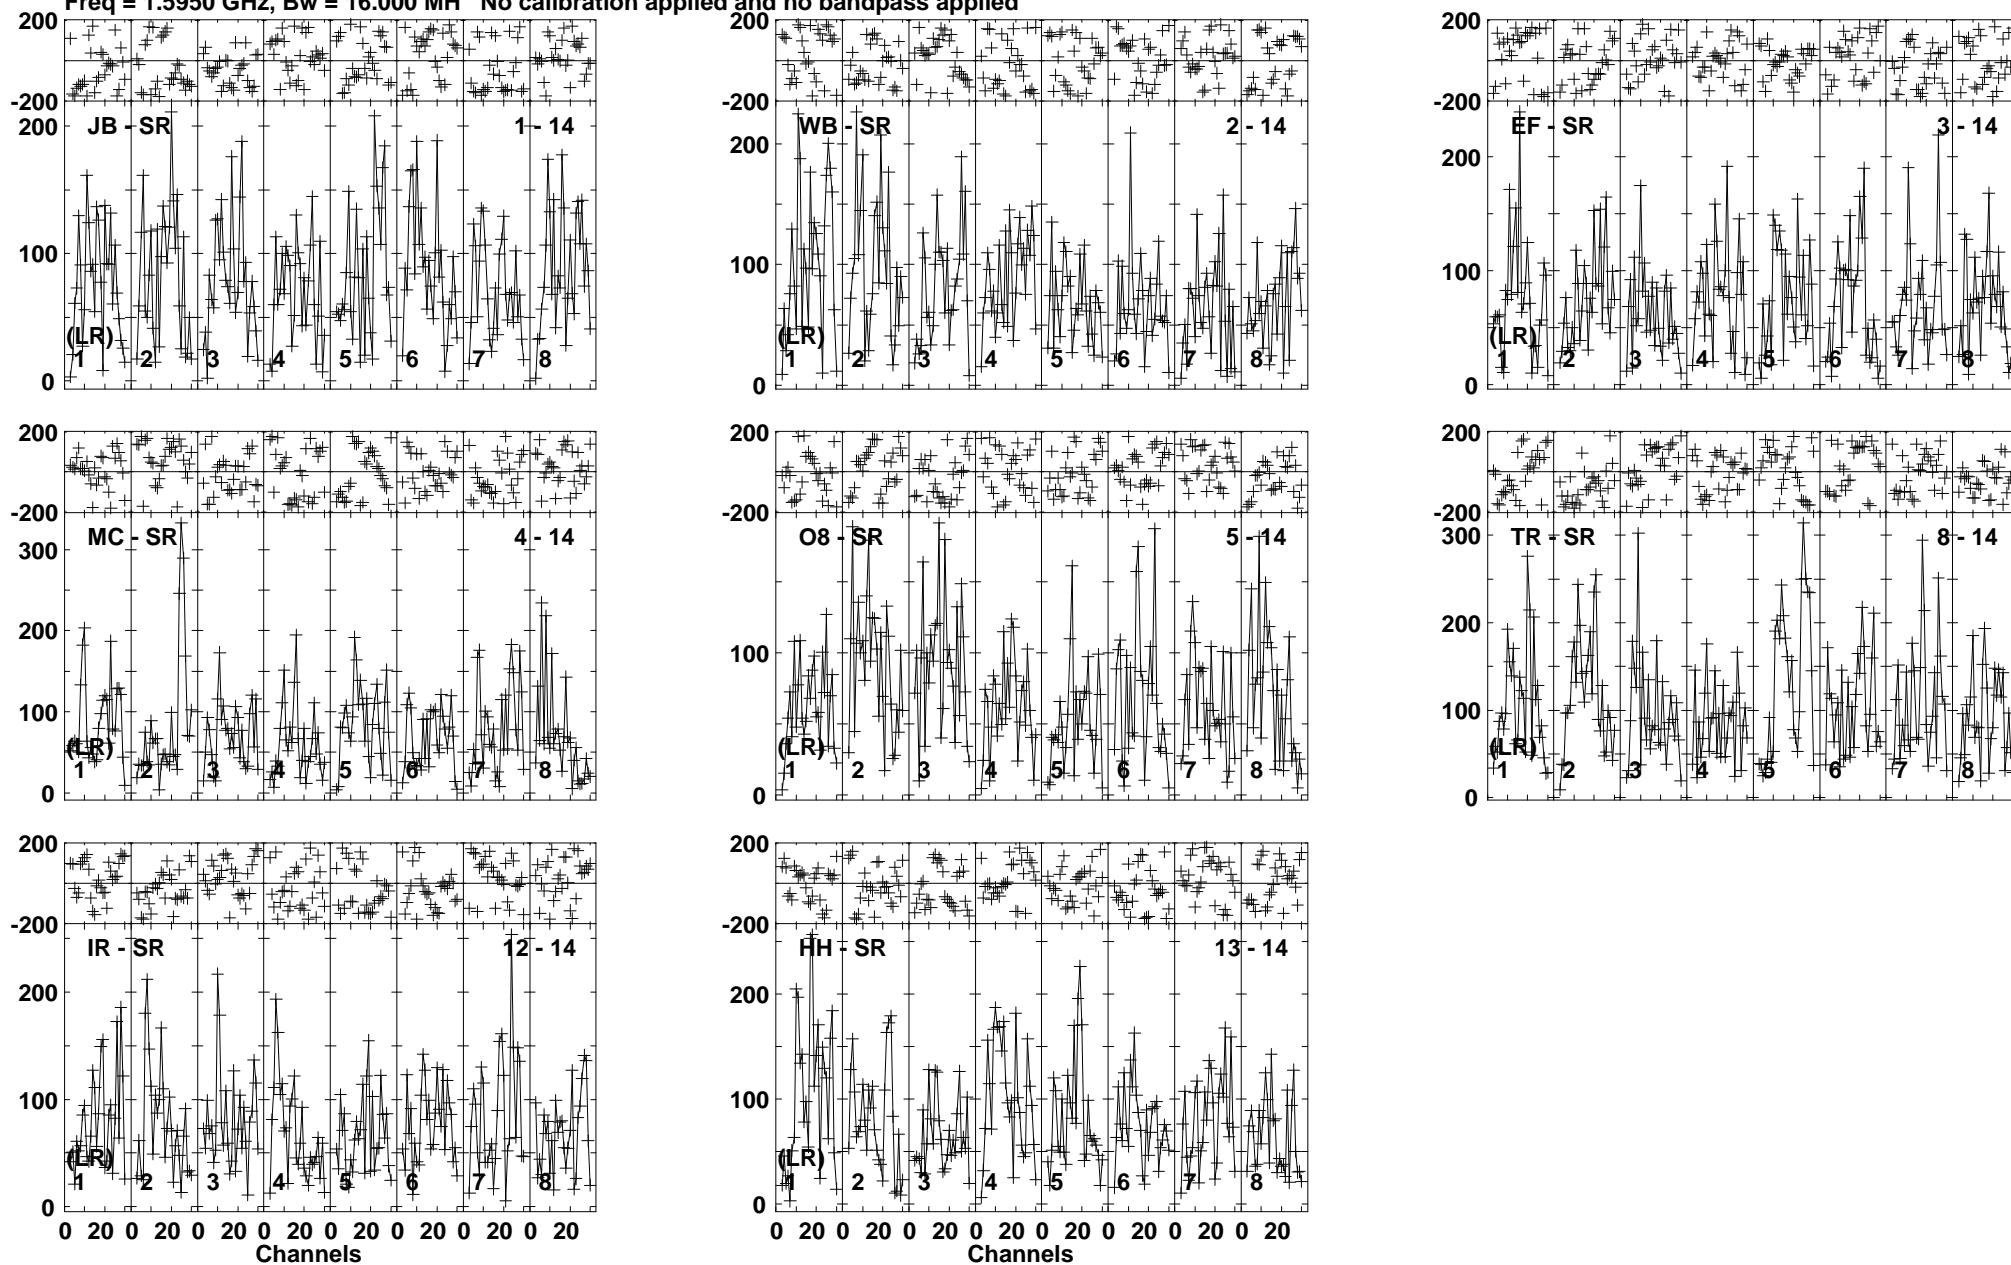 Freq = 1.5950 GHz, Bw = 16.000 MH No calibration applied and no bandpass applied
200 200 200
-200 -200 -200
JB - SR 1 - 14 WB - SR 2 - 14 EF - SR 3 - 14
200 200 200
100 100 100
(LR) (LR) (LR)
1 2 3 4 5 6 7 8 1 2 3 4 5 6 7 8 1 2 3 4 5 6 7 8
0 0 0
200 200 200
-200 -200 -200
MC - SR 4 - 14 O8 - SR 5 - 14 TR - SR 8 - 14
300 300
200 100 200
100 100
(LR) (LR) (LR)
1 2 3 4 5 6 7 8 1 2 3 4 5 6 7 8 1 2 3 4 5 6 7 8
0 0 0
200 200
-200 -200
IR - SR 12 - 14 HH - SR 13 - 14
200 200
100 100
(LR) (LR)
1 2 3 4 5 6 7 8 1 2 3 4 5 6 7 8
0 0
0 20 0 20 0 20 0 20 0 20 0 20 0 20 0 20 0 20 0 20 0 20 0 20 0 20 0 20 0 20 0 20
Channels Channels